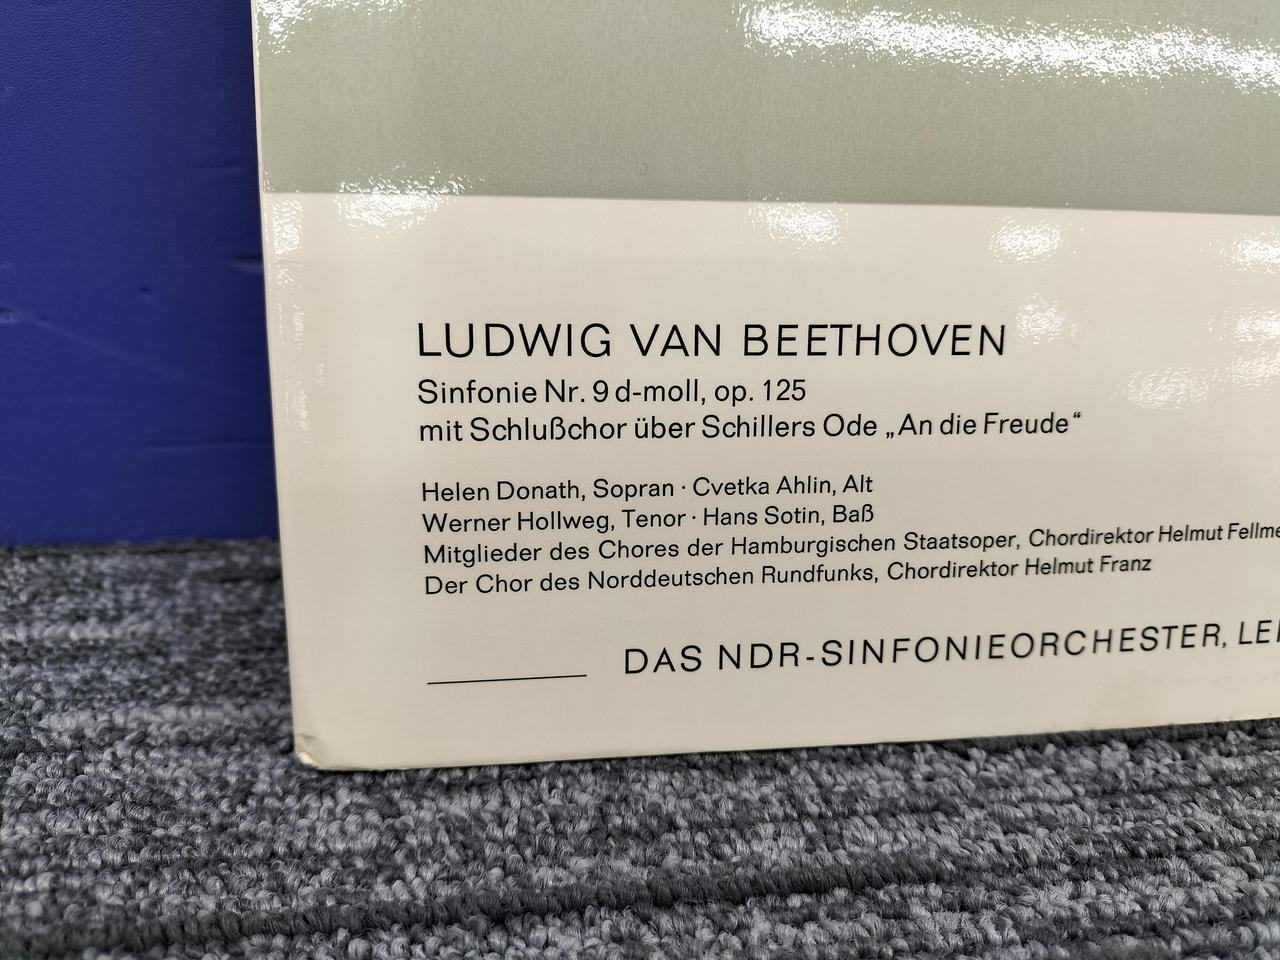 LUDWIG VAN BEETHOVEN
Sinfonie Nr. 9 d-moll, op. 125
mit Schlußchor über Schillers Ode „An die Freude“
Helen Donath, Sopran · Cvetka Ahlin, Alt
Werner Hollweg, Tenor · Hans Sotin, Baß
Mitglieder des Chores der Hamburgischen Staatsoper, Chordirektor Helmut Fellme
Der Chor des Norddeutschen Rundfunks, Chordirektor Helmut Franz
DAS NDR-SINFONIEORCHESTER,